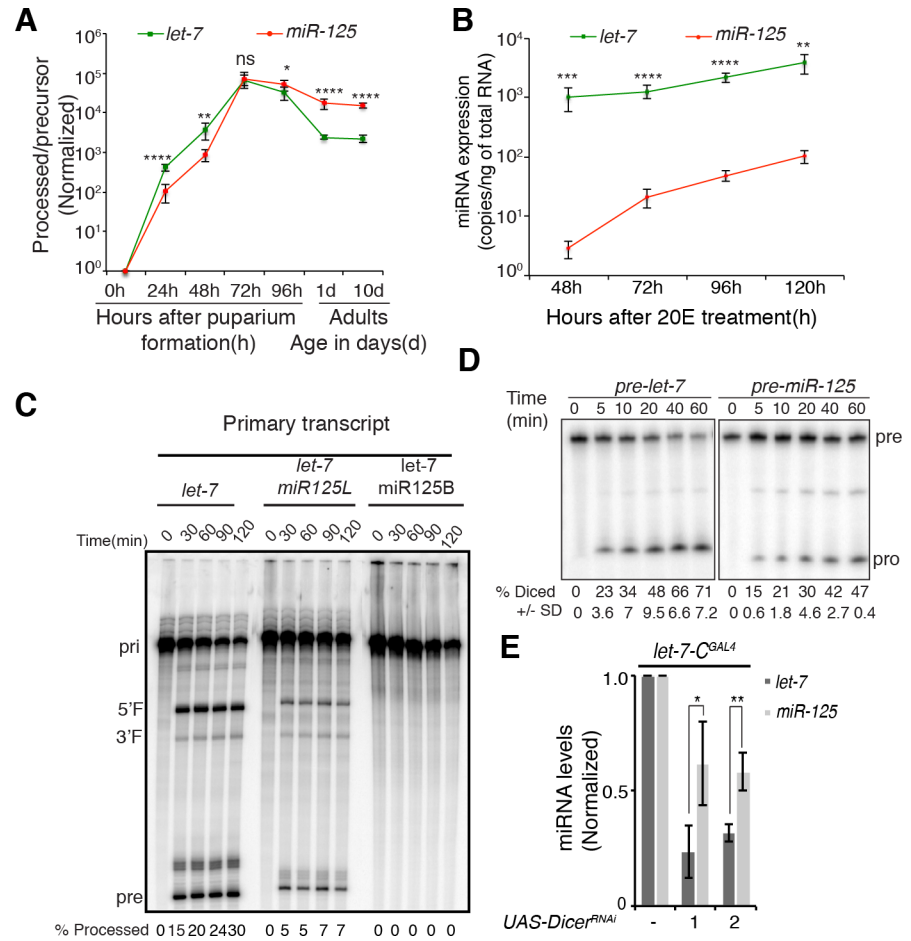 A
let-7
miR-125
Processed/precursor
(Normalized)
10⁶
10⁵
10⁴
10³
10²
10¹
10⁰
****
**
ns
*
****
****
0h 24h 48h 72h 96h 1d 10d
Hours after puparium
formation(h)
Adults
Age in days(d)
B
let-7
miR-125
miRNA expression
(copies/ng of total RNA)
10⁴
10³
10²
10¹
10⁰
***
****
****
**
48h 72h 96h 120h
Hours after 20E treatment(h)
C
Primary transcript
let-7
let-7
miR125L
let-7
miR125B
Time(min)
0 30 60 90 120
0 30 60 90 120
0 30 60 90 120
pri
5'F
3'F
pre
% Processed 0 15 20 24 30 0 5 5 7 7 0 0 0 0 0
D
pre-let-7
pre-miR-125
Time
(min)
0 5 10 20 40 60
0 5 10 20 40 60
pre
pro
% Diced 0 23 34 48 66 71 0 15 21 30 42 47
+/- SD 0 3.6 7 9.5 6.6 7.2 0 0.6 1.8 4.6 2.7 0.4
E
let-7-Cᴳᴬᴸ⁴
let-7
miR-125
miRNA levels
(Normalized)
1.0
0.5
0
*
**
UAS-Dicerᴿᴺᴬⁱ - 1 2